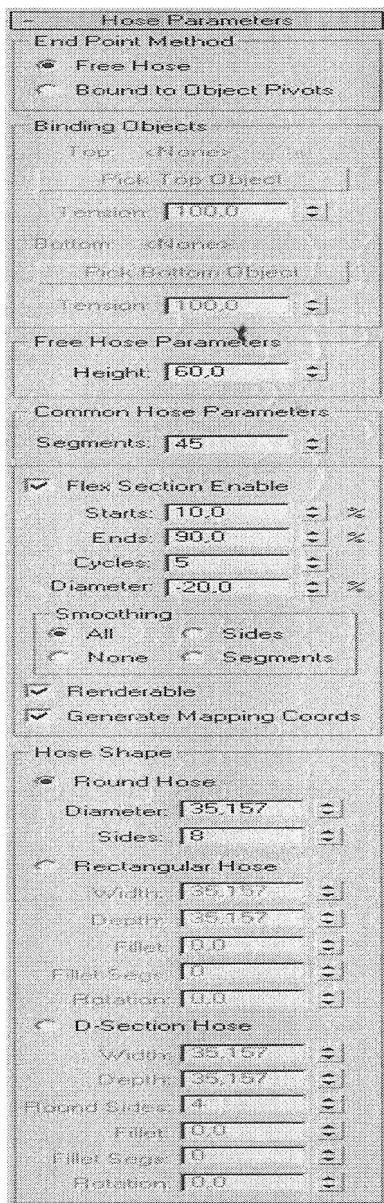 - Hose Parameters
End Point Method
Free Hose
Bound to Object Pivots
Binding Objects
Top: <None>
Pick Top Object
Tension: 100,0
Bottom: <None>
Pick Bottom Object
Tension: 100,0
Free Hose Parameters
Height: 60,0
Common Hose Parameters
Segments: 45
Flex Section Enable
Starts: 10,0 %
Ends: 90,0 %
Cycles: 5
Diameter: -20,0 %
Smoothing
All Sides
None Segments
Renderable
Generate Mapping Coords
Hose Shape
Round Hose
Diameter: 35,157
Sides: 8
Rectangular Hose
Width: 35,157
Depth: 35,157
Fillet: 0,0
Fillet Segs: 0
Rotation: 0,0
D-Section Hose
Width: 35,157
Depth: 35,157
Round Sides: 4
Fillet: 0,0
Fillet Segs: 0
Rotation: 0,0